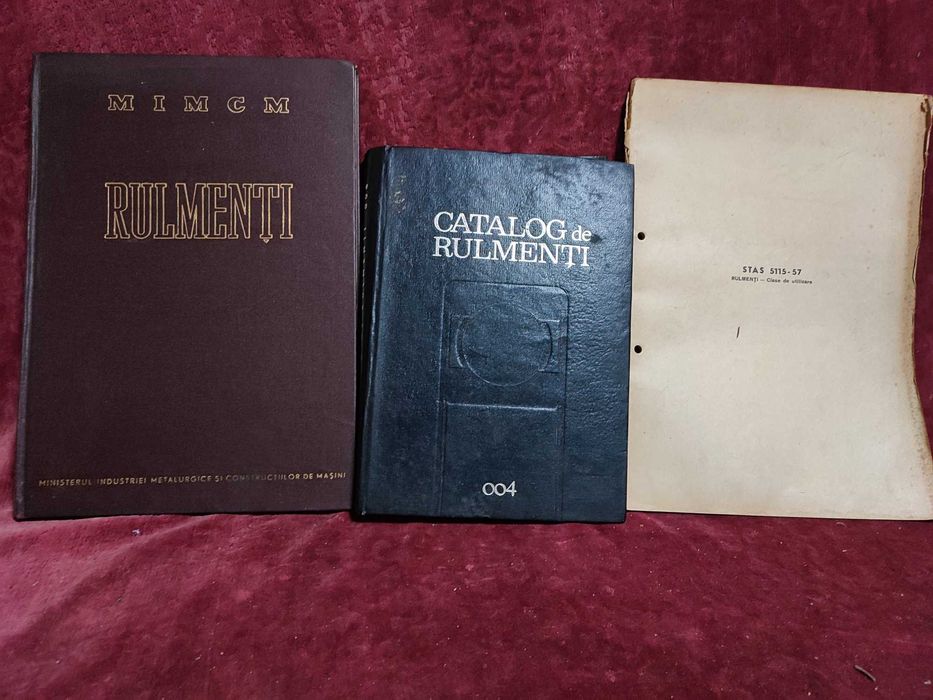 M I M C M
RULMENȚI
MINISTERUL INDUSTRIEI METALURGICE ȘI CONSTRUCȚIILOR DE MAȘINI
CATALOG de
RULMENȚI
004
STAS 5115-57
RULMENȚI — Clase de utilizare